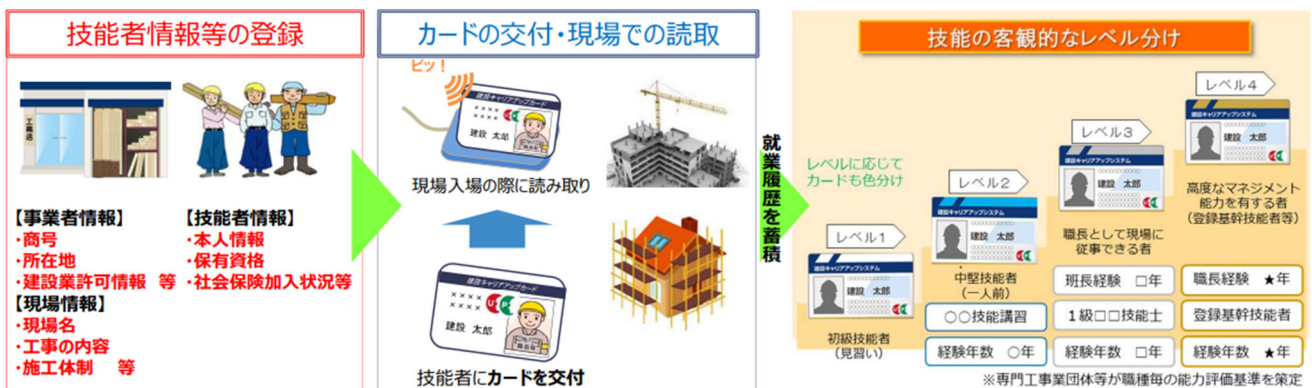 技能者情報等の登録
工務店
【事業者情報】
・商号
・所在地
・建設業許可情報 等
【技能者情報】
・本人情報
・保有資格
・社会保険加入状況等
【現場情報】
・現場名
・工事の内容
・施工体制 等
カードの交付・現場での読取
ピッ！
建設キャリアアップカード
××××
××××
建設 太郎
現場入場の際に読み取り
建設キャリアアップカード
××××
××××
建設 太郎
技能者にカードを交付
就業履歴を蓄積
技能の客観的なレベル分け
レベルに応じて
カードも色分け
レベル1
建設キャリアアップシステム
建設 太郎
初級技能者
（見習い）
レベル2
建設キャリアアップシステム
建設 太郎
中堅技能者
（一人前）
○○技能講習
経験年数 ○年
レベル3
建設キャリアアップシステム
建設 太郎
職長として現場に
従事できる者
班長経験 □年
1級□□技能士
経験年数 □年
レベル4
建設キャリアアップシステム
建設 太郎
高度なマネジメント
能力を有する者
（登録基幹技能者等）
職長経験 ★年
登録基幹技能者
経験年数 ★年
※専門工事業団体等が職種毎の能力評価基準を策定